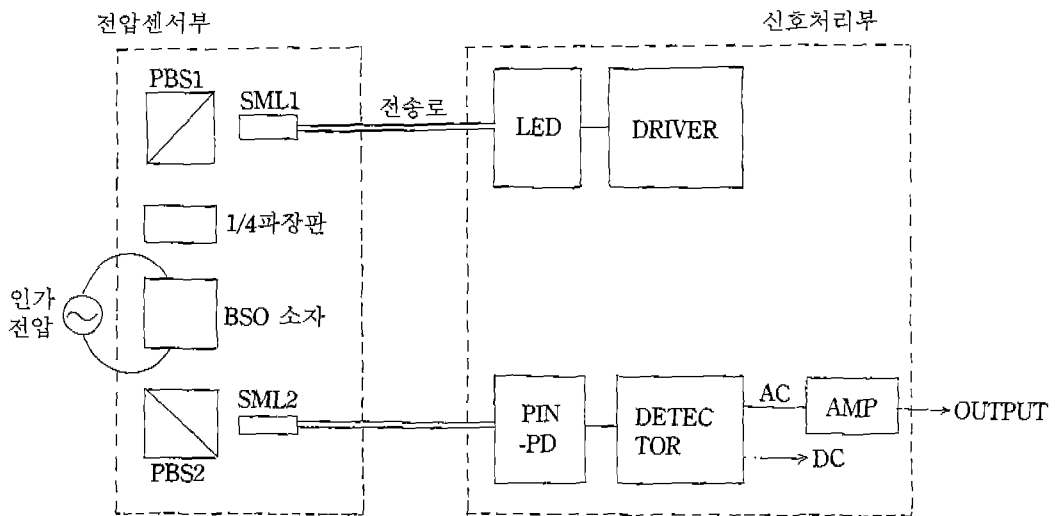 전압센서부
신호처리부
PBS1
SML1
전송로
LED
DRIVER
1/4파장판
인가
전압
BSO 소자
PBS2
SML2
PIN
-PD
DETEC
TOR
AC
AMP
OUTPUT
DC